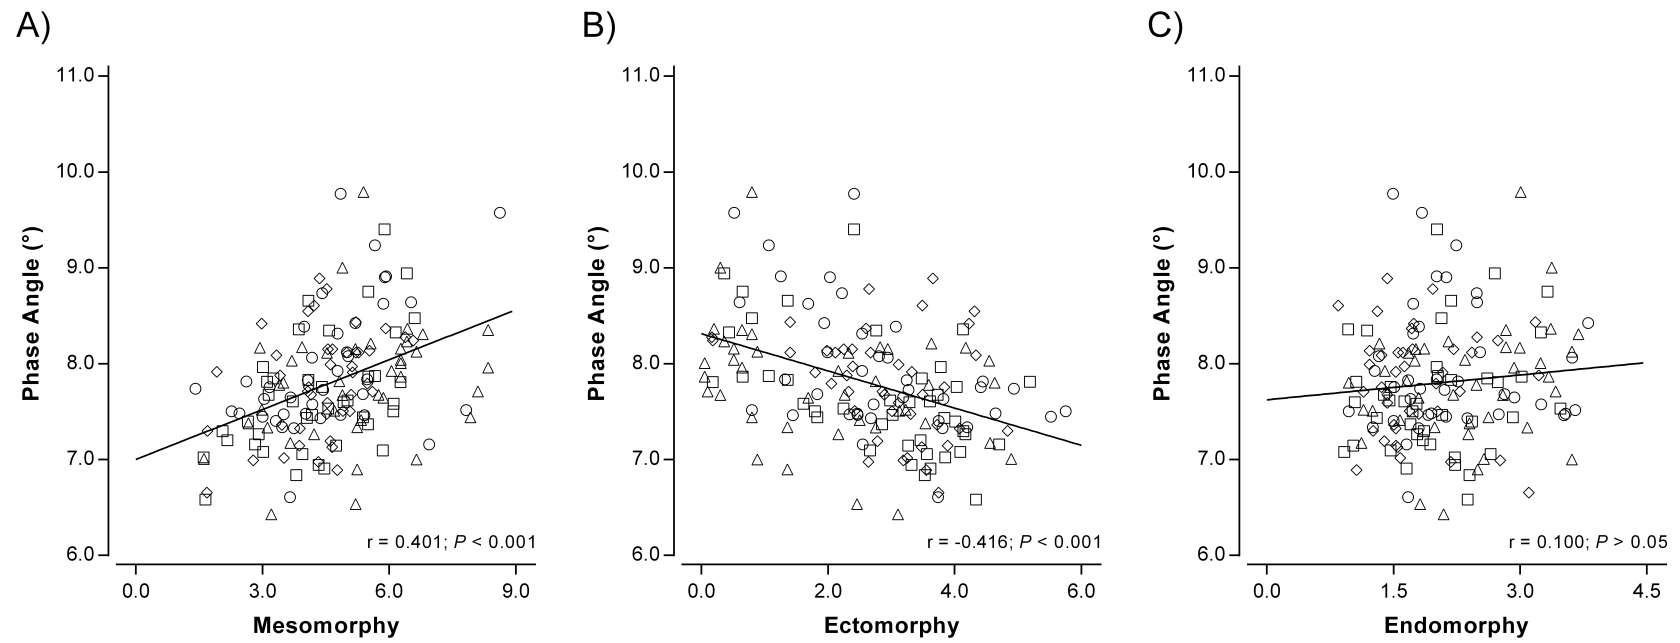 A)
11.0
10.0
9.0
8.0
7.0
6.0
Phase Angle (°)
r = 0.401; P < 0.001
0.0 3.0 6.0 9.0
Mesomorphy
B)
11.0
10.0
9.0
8.0
7.0
6.0
Phase Angle (°)
r = -0.416; P < 0.001
0.0 2.0 4.0 6.0
Ectomorphy
C)
11.0
10.0
9.0
8.0
7.0
6.0
Phase Angle (°)
r = 0.100; P > 0.05
0.0 1.5 3.0 4.5
Endomorphy